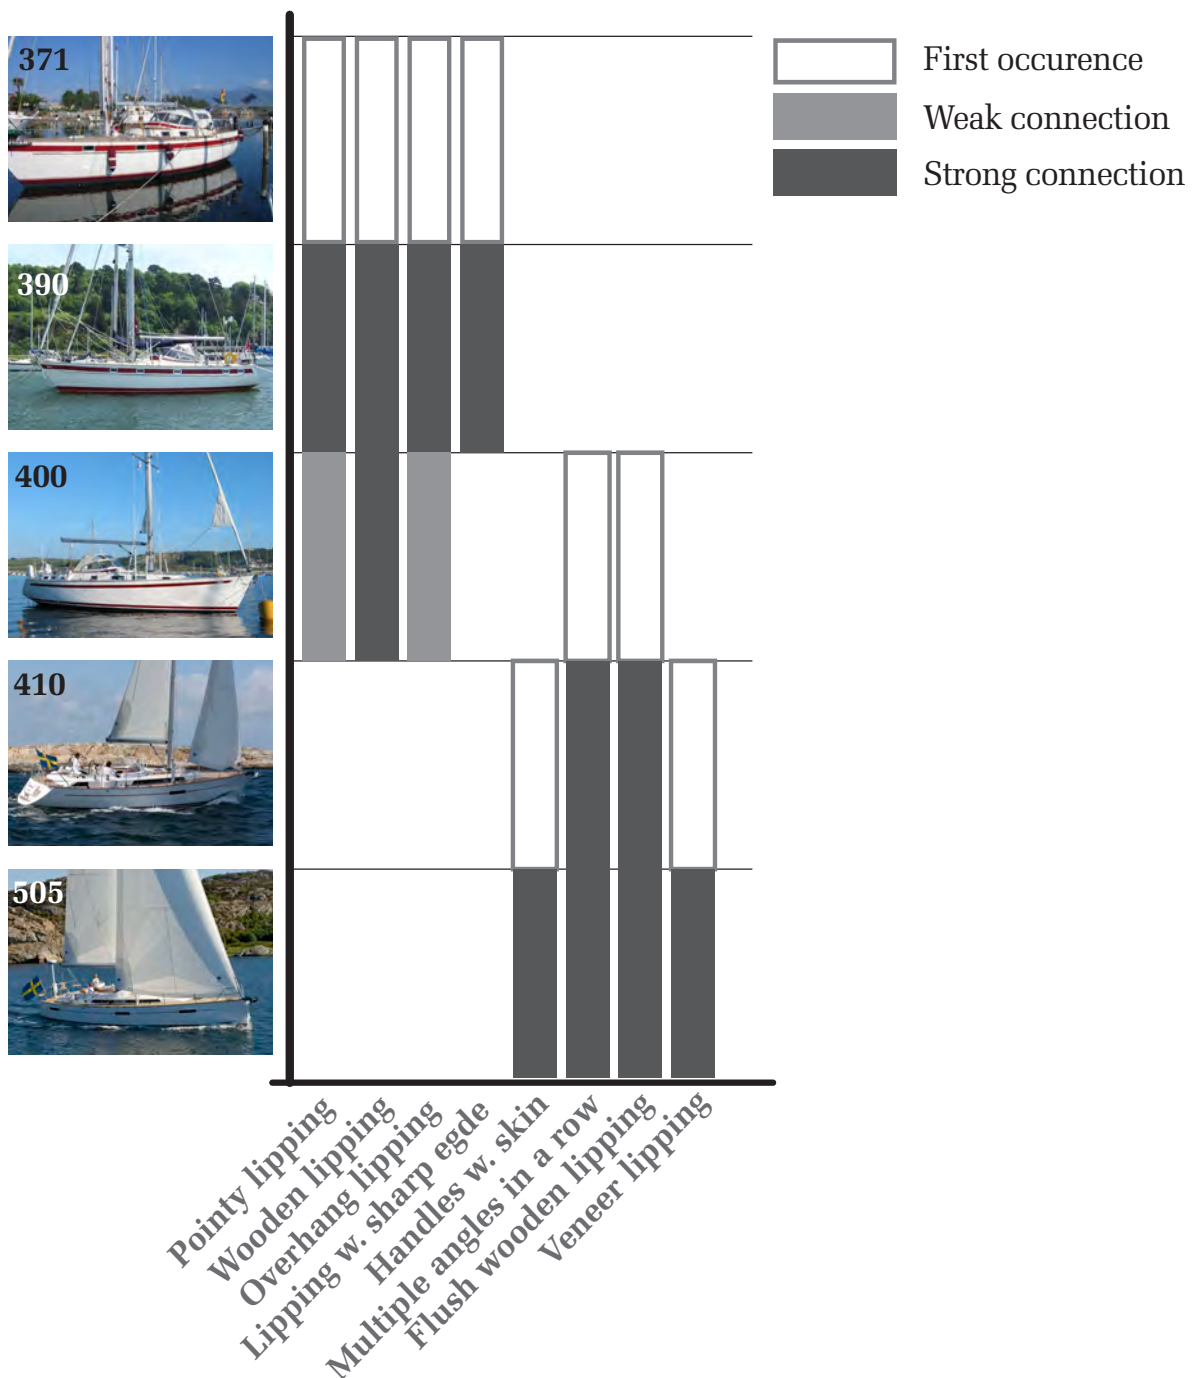 371
390
400
410
505
First occurence
Weak connection
Strong connection
Pointy lipping
Wooden lipping
Overhang lipping
Lipping w. sharp egde
Handles w. skin
Multiple angles in a row
Flush wooden lipping
Veneer lipping